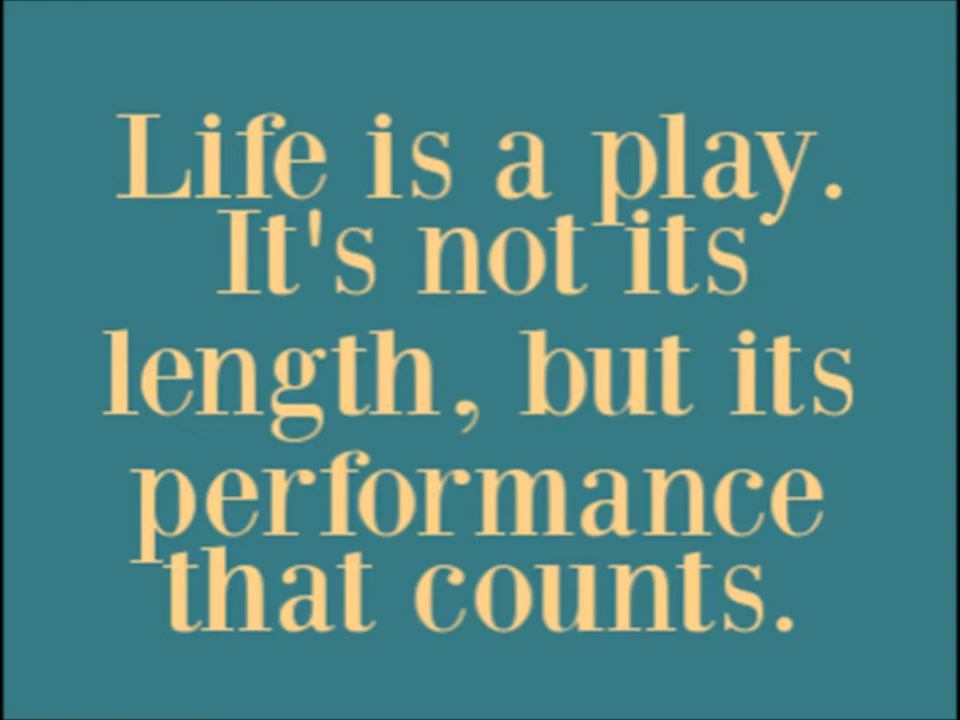 Life is a play.
It's not its
length, but its
performance
that counts.